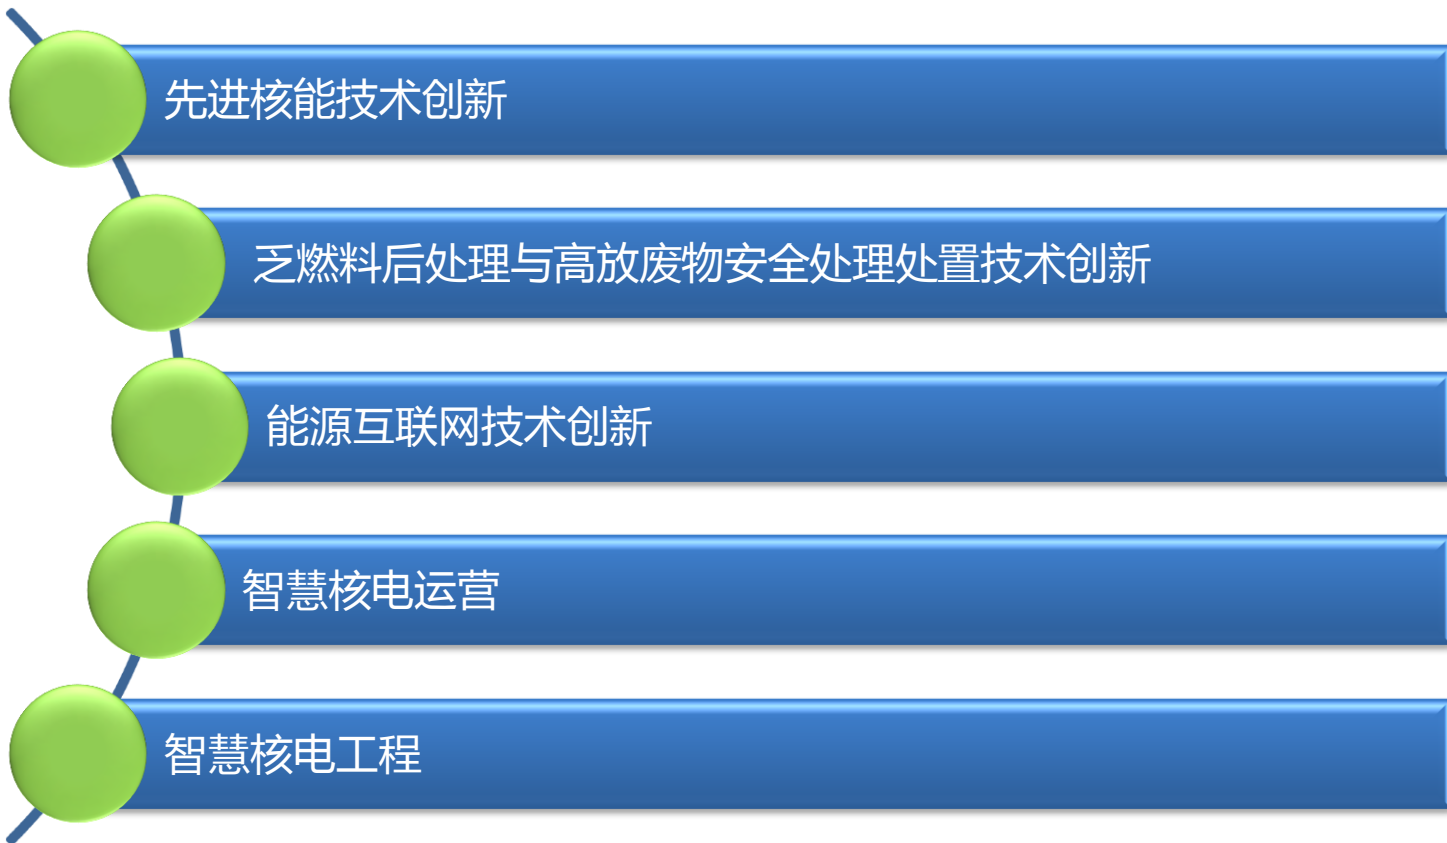 先进核能技术创新
乏燃料后处理与高放废物安全处理处置技术创新
能源互联网技术创新
智慧核电运营
智慧核电工程